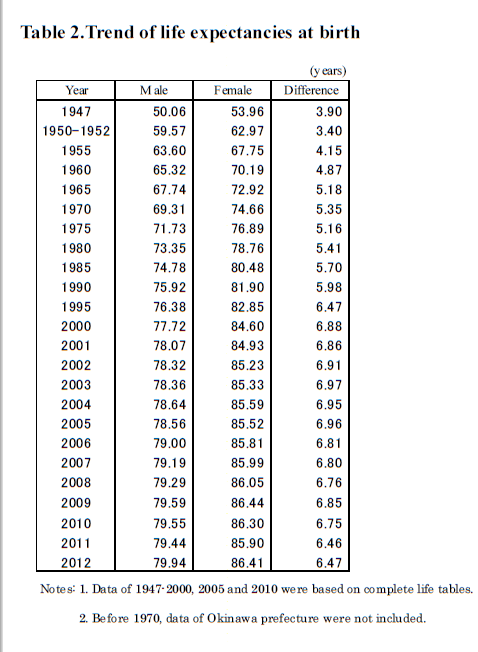 Table 2.Trend of life expectancies at birth
(years)
Year Male Female Difference
1947 50.06 53.96 3.90
1950-1952 59.57 62.97 3.40
1955 63.60 67.75 4.15
1960 65.32 70.19 4.87
1965 67.74 72.92 5.18
1970 69.31 74.66 5.35
1975 71.73 76.89 5.16
1980 73.35 78.76 5.41
1985 74.78 80.48 5.70
1990 75.92 81.90 5.98
1995 76.38 82.85 6.47
2000 77.72 84.60 6.88
2001 78.07 84.93 6.86
2002 78.32 85.23 6.91
2003 78.36 85.33 6.97
2004 78.64 85.59 6.95
2005 78.56 85.52 6.96
2006 79.00 85.81 6.81
2007 79.19 85.99 6.80
2008 79.29 86.05 6.76
2009 79.59 86.44 6.85
2010 79.55 86.30 6.75
2011 79.44 85.90 6.46
2012 79.94 86.41 6.47
Notes: 1. Data of 1947-2000, 2005 and 2010 were based on complete life tables.
2. Before 1970, data of Okinawa prefecture were not included.